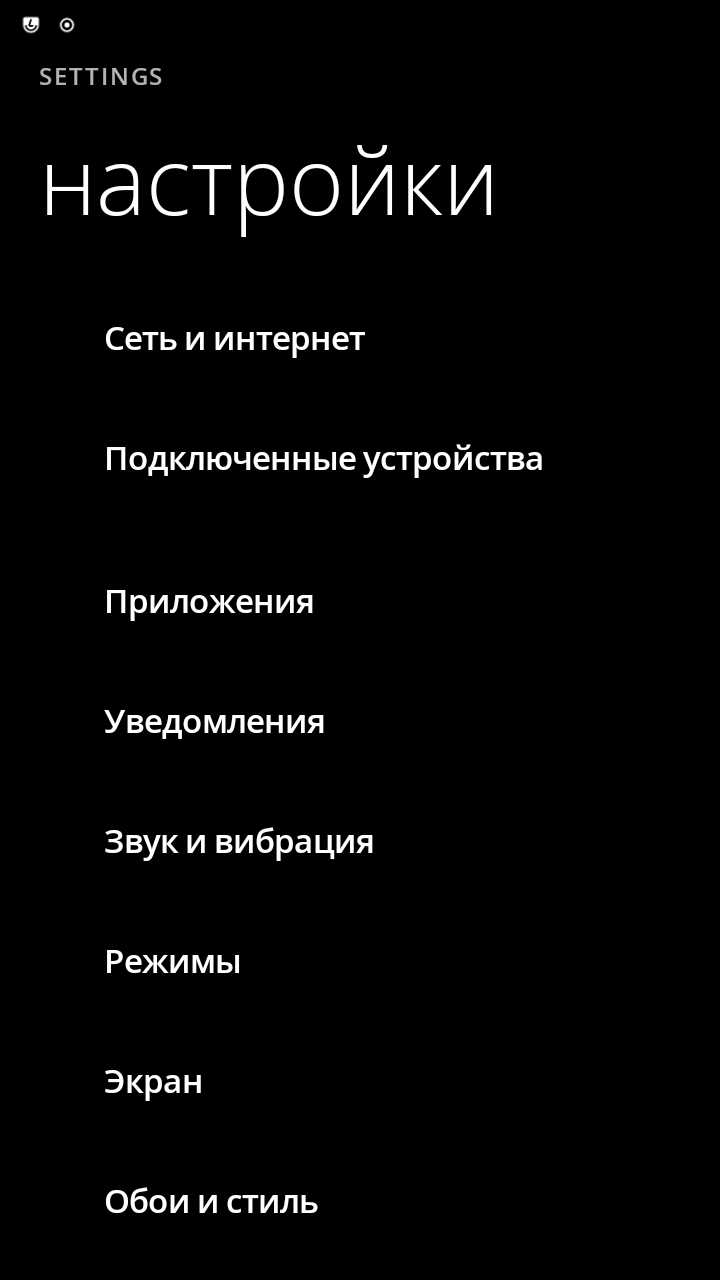 SETTINGS
настройки
Сеть и интернет
Подключенные устройства
Приложения
Уведомления
Звук и вибрация
Режимы
Экран
Обои и стиль